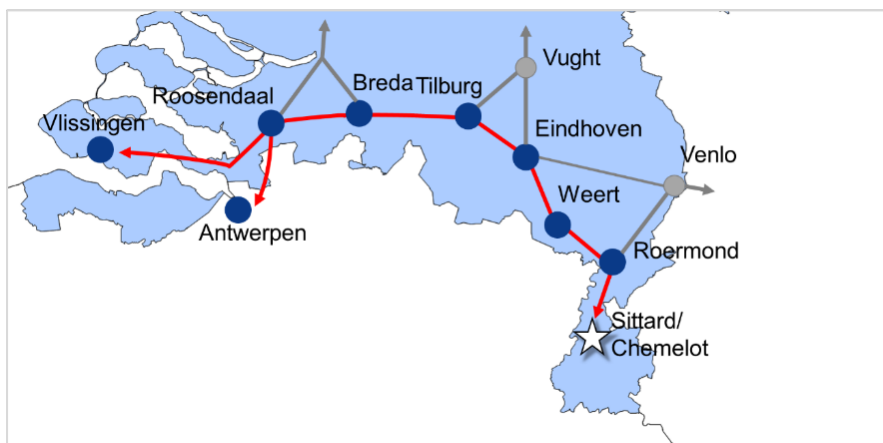 Vught
Breda
Tilburg
Roosendaal
Vlissingen
Eindhoven
Venlo
Weert
Antwerpen
Roermond
Sittard/
Chemelot